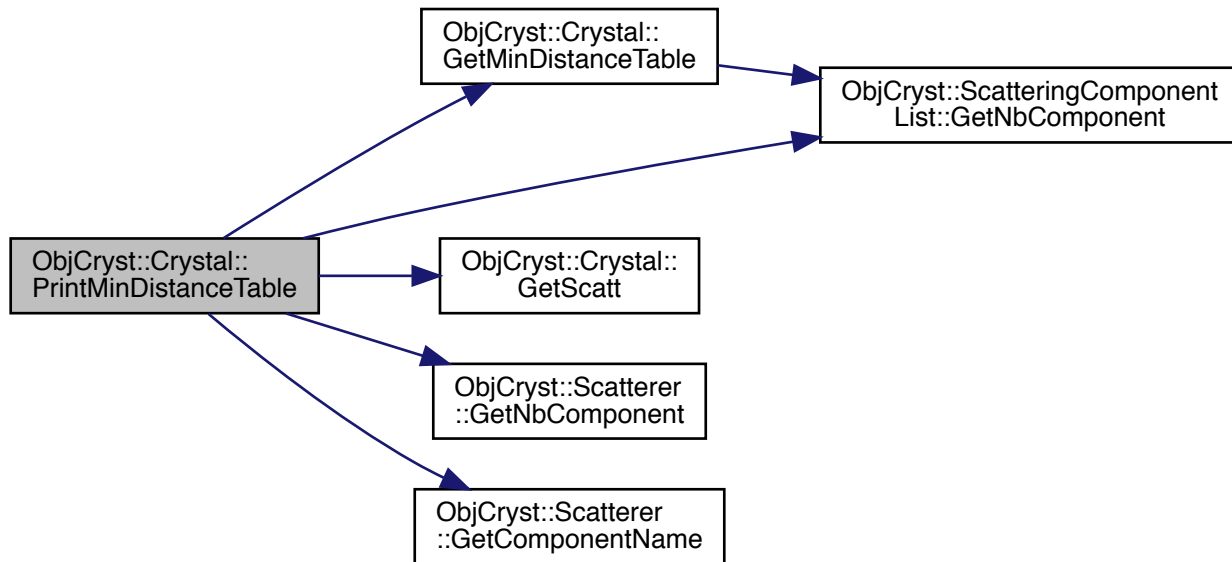 ObjCryst::Crystal::
GetMinDistanceTable
ObjCryst::ScatteringComponent
List::GetNbComponent
ObjCryst::Crystal::
PrintMinDistanceTable
ObjCryst::Crystal::
GetScatt
ObjCryst::Scatterer
::GetNbComponent
ObjCryst::Scatterer
::GetComponentName